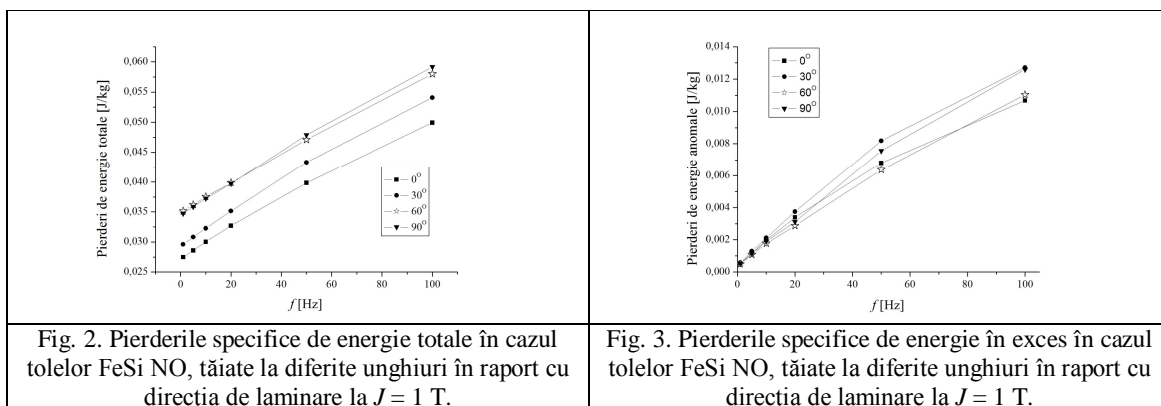 0,060
0,055
0,050
0,045
0,040
0,035
0,030
0,025
Pierderi de energie totale [J/kg]
0°
30°
60°
90°
0 20 40 60 80 100
f [Hz]
0,014
0,012
0,010
0,008
0,006
0,004
0,002
0,000
Pierderi de energie anomale [J/kg]
0°
30°
60°
90°
0 20 40 60 80 100
f [Hz]
Fig. 2. Pierderile specifice de energie totale în cazul
tolelor FeSi NO, tăiate la diferite unghiuri în raport cu
direcția de laminare la J = 1 T.
Fig. 3. Pierderile specifice de energie în exces în cazul
tolelor FeSi NO, tăiate la diferite unghiuri în raport cu
direcția de laminare la J = 1 T.